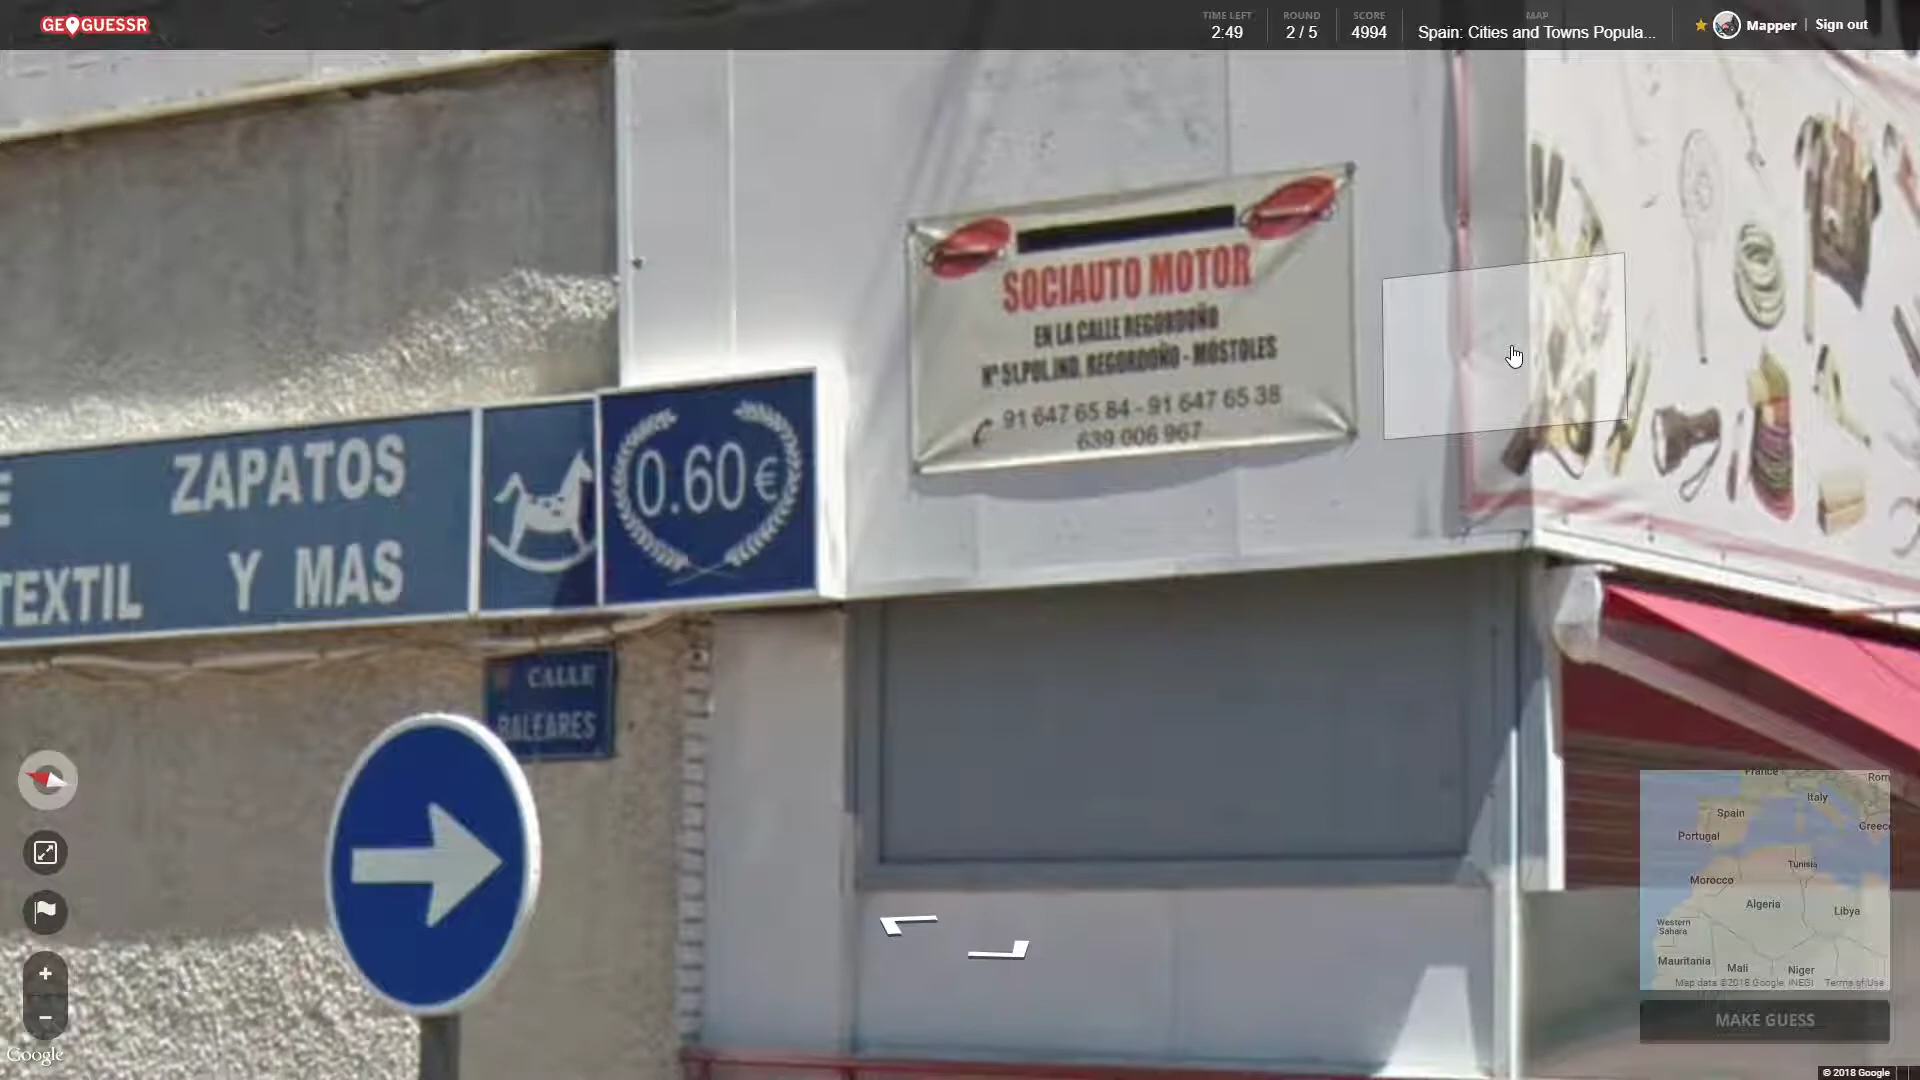 GEOGUESSR
TIME LEFT
2:49
ROUND
2 / 5
SCORE
4994
MAP
Spain: Cities and Towns Popula...
Mapper
Sign out
SOCIAUTO MOTOR
EN LA CALLE REGORDOÑO
Nº 51.POL.IND. REGORDOÑO - MOSTOLES
91 647 65 84 - 91 647 65 38
639 006 967
E ZAPATOS
TEXTIL Y MAS
0.60€
CALLE
BALEARES
France
Rom
Italy
Spain
Portugal
Greece
Tunisia
Morocco
Algeria
Libya
Western
Sahara
Mauritania
Mali
Niger
Map data ©2018 Google, INEGI
Terms of Use
MAKE GUESS
Google
© 2018 Google